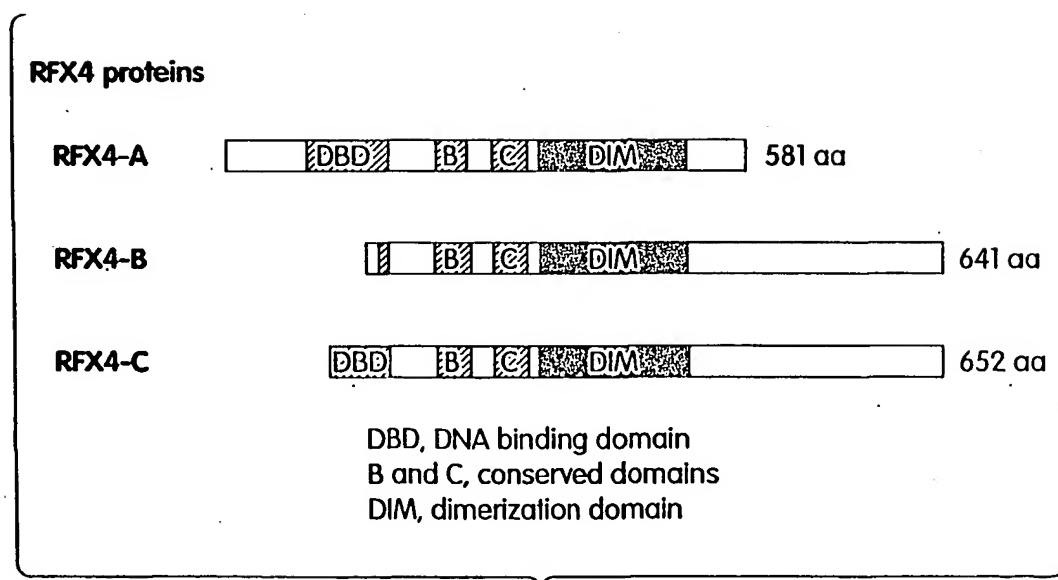 RFX4 proteins
RFX4-A DBD B C DIM 581 aa
RFX4-B B C DIM 641 aa
RFX4-C DBD B C DIM 652 aa
DBD, DNA binding domain
B and C, conserved domains
DIM, dimerization domain